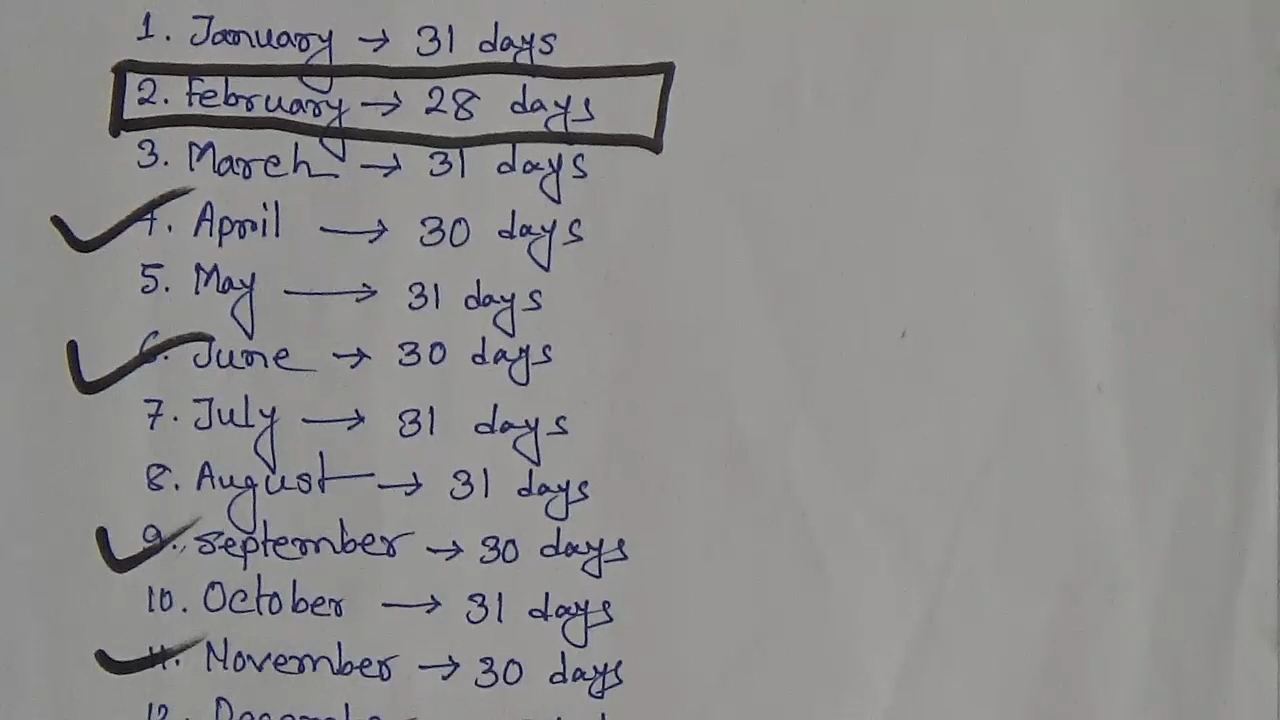 1. January → 31 days
2. February → 28 days
3. March → 31 days
4. April → 30 days
5. May → 31 days
6. June → 30 days
7. July → 31 days
8. August → 31 days
9. September → 30 days
10. October → 31 days
11. November → 30 days
12. December